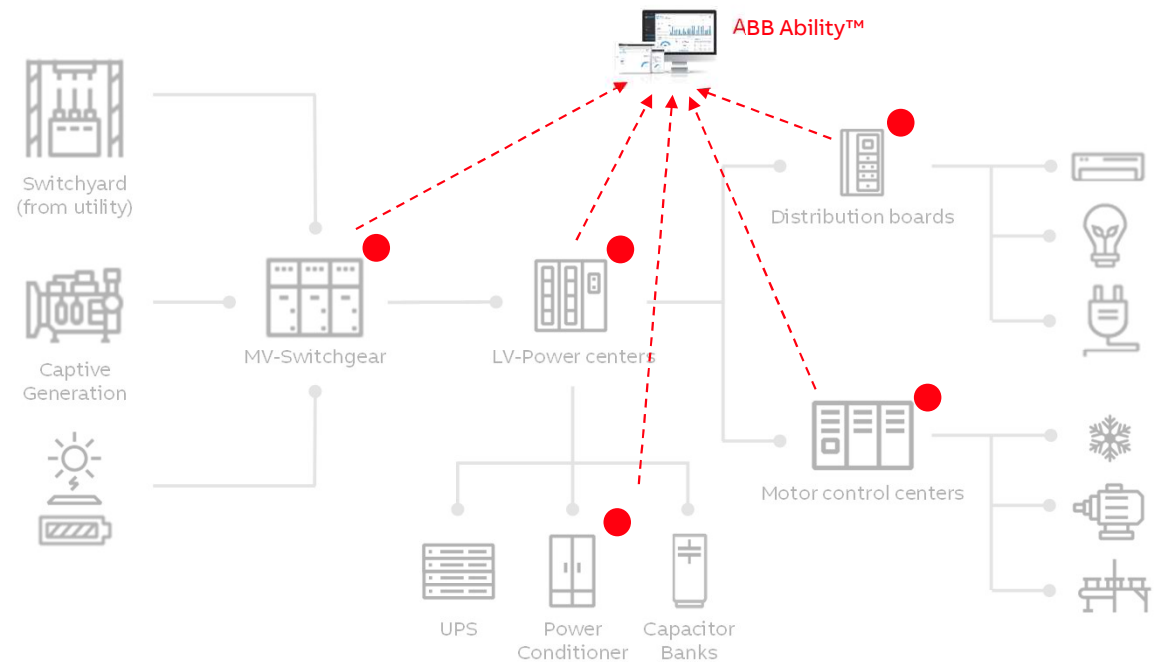 ABB Ability™
Switchyard
(from utility)
Distribution boards
MV-Switchgear
LV-Power centers
Captive
Generation
Motor control centers
UPS
Power
Conditioner
Capacitor
Banks